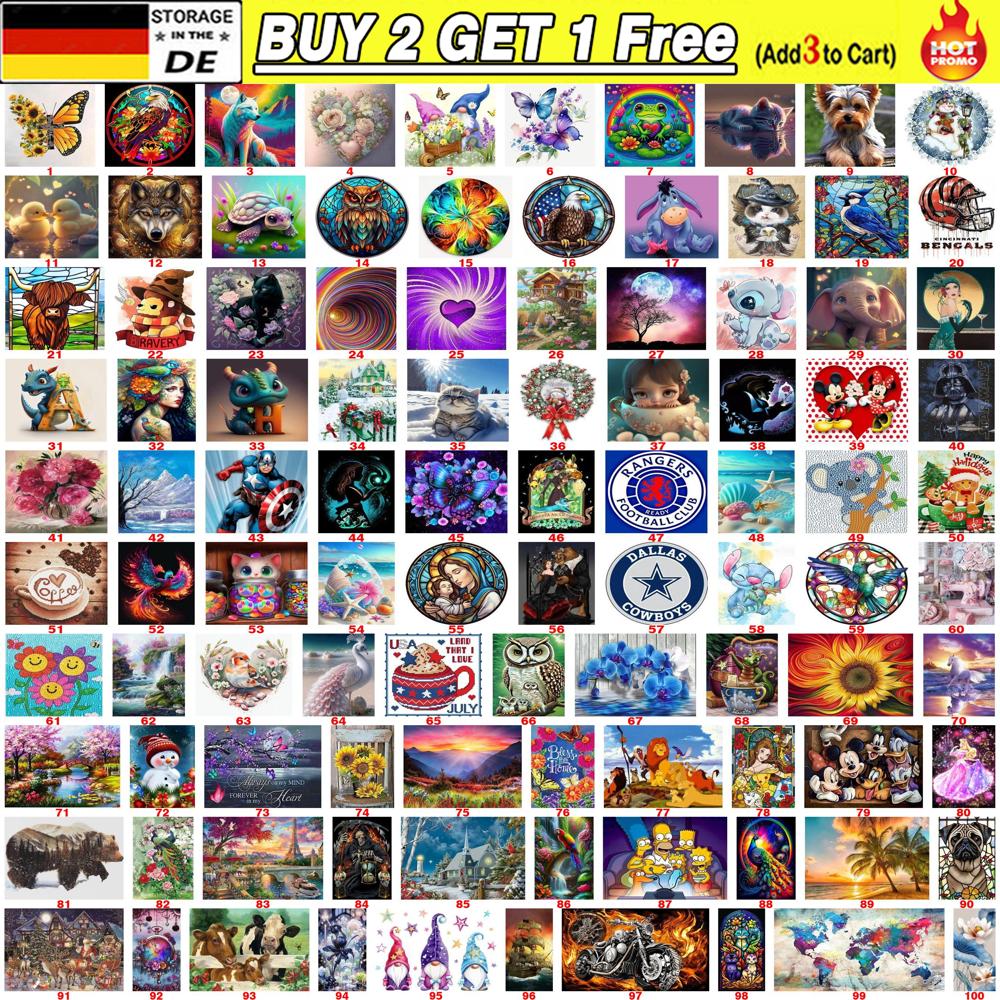 STORAGE
IN THE
DE
BUY 2 GET 1 Free
(Add 3 to Cart)
HOT
PROMO
1 2 3 4 5 6 7 8 9 10
CINCINNATI
BENGALS
11 12 13 14 15 16 17 18 19 20
BRAVERY
21 22 23 24 25 26 27 28 29 30
31 32 33 34 35 36 37 38 39 40
RANGERS
READY
FOOTBALL CLUB
Happy
Holidays
41 42 43 44 45 46 47 48 49 50
Coffee
DALLAS
COWBOYS
51 52 53 54 55 56 57 58 59 60
USA
LAND
THAT I
LOVE
JULY
61 62 63 64 65 66 67 68 69 70
Bless
Home
Always on my MIND
FOREVER in my Heart
71 72 73 74 75 76 77 78 79 80
81 82 83 84 85 86 87 88 89 90
91 92 93 94 95 96 97 98 99 100